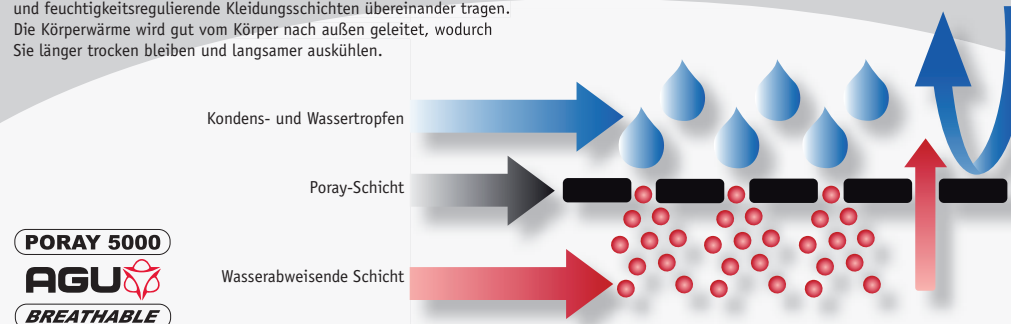 und feuchtigkeitsregulierende Kleidungsschichten übereinander tragen.
Die Körperwärme wird gut vom Körper nach außen geleitet, wodurch
Sie länger trocken bleiben und langsamer auskühlen.
Kondens- und Wassertropfen
Poray-Schicht
Wasserabweisende Schicht
PORAY 5000
AGU
BREATHABLE